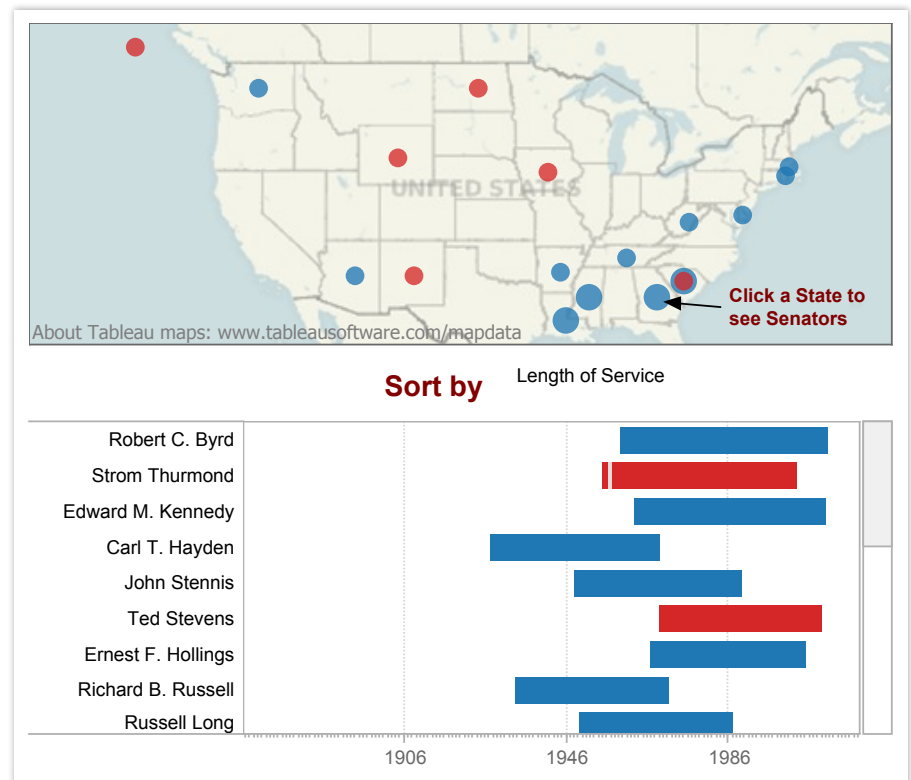 UNITED STATES
Click a State to
see Senators
About Tableau maps: www.tableausoftware.com/mapdata
Sort by Length of Service
Robert C. Byrd
Strom Thurmond
Edward M. Kennedy
Carl T. Hayden
John Stennis
Ted Stevens
Ernest F. Hollings
Richard B. Russell
Russell Long
1906 1946 1986